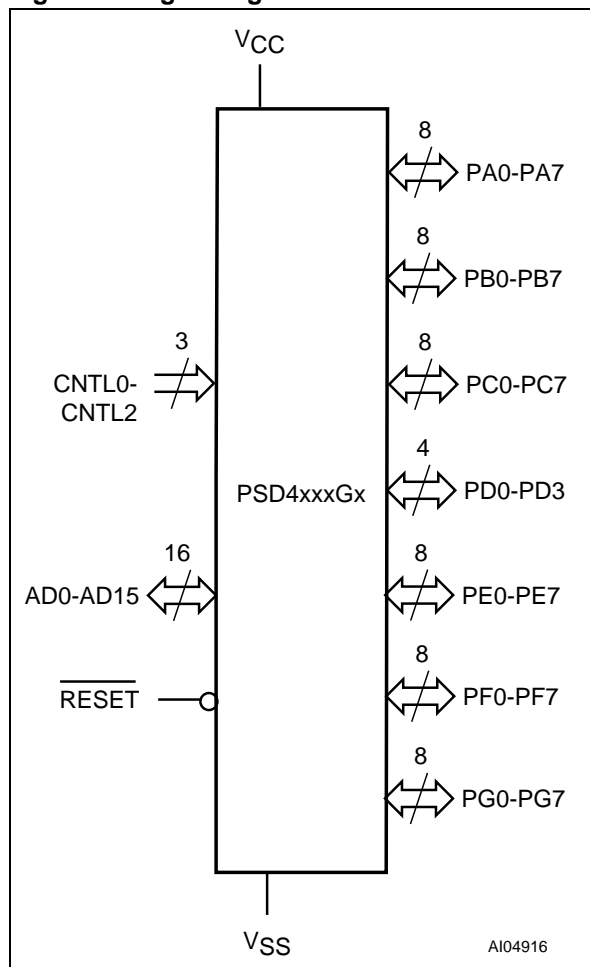 VCC
8
PA0-PA7
8
PB0-PB7
3
CNTL0-
CNTL2
8
PC0-PC7
PSD4xxxGx
4
PD0-PD3
16
AD0-AD15
8
PE0-PE7
RESET
8
PF0-PF7
8
PG0-PG7
VSS
AI04916